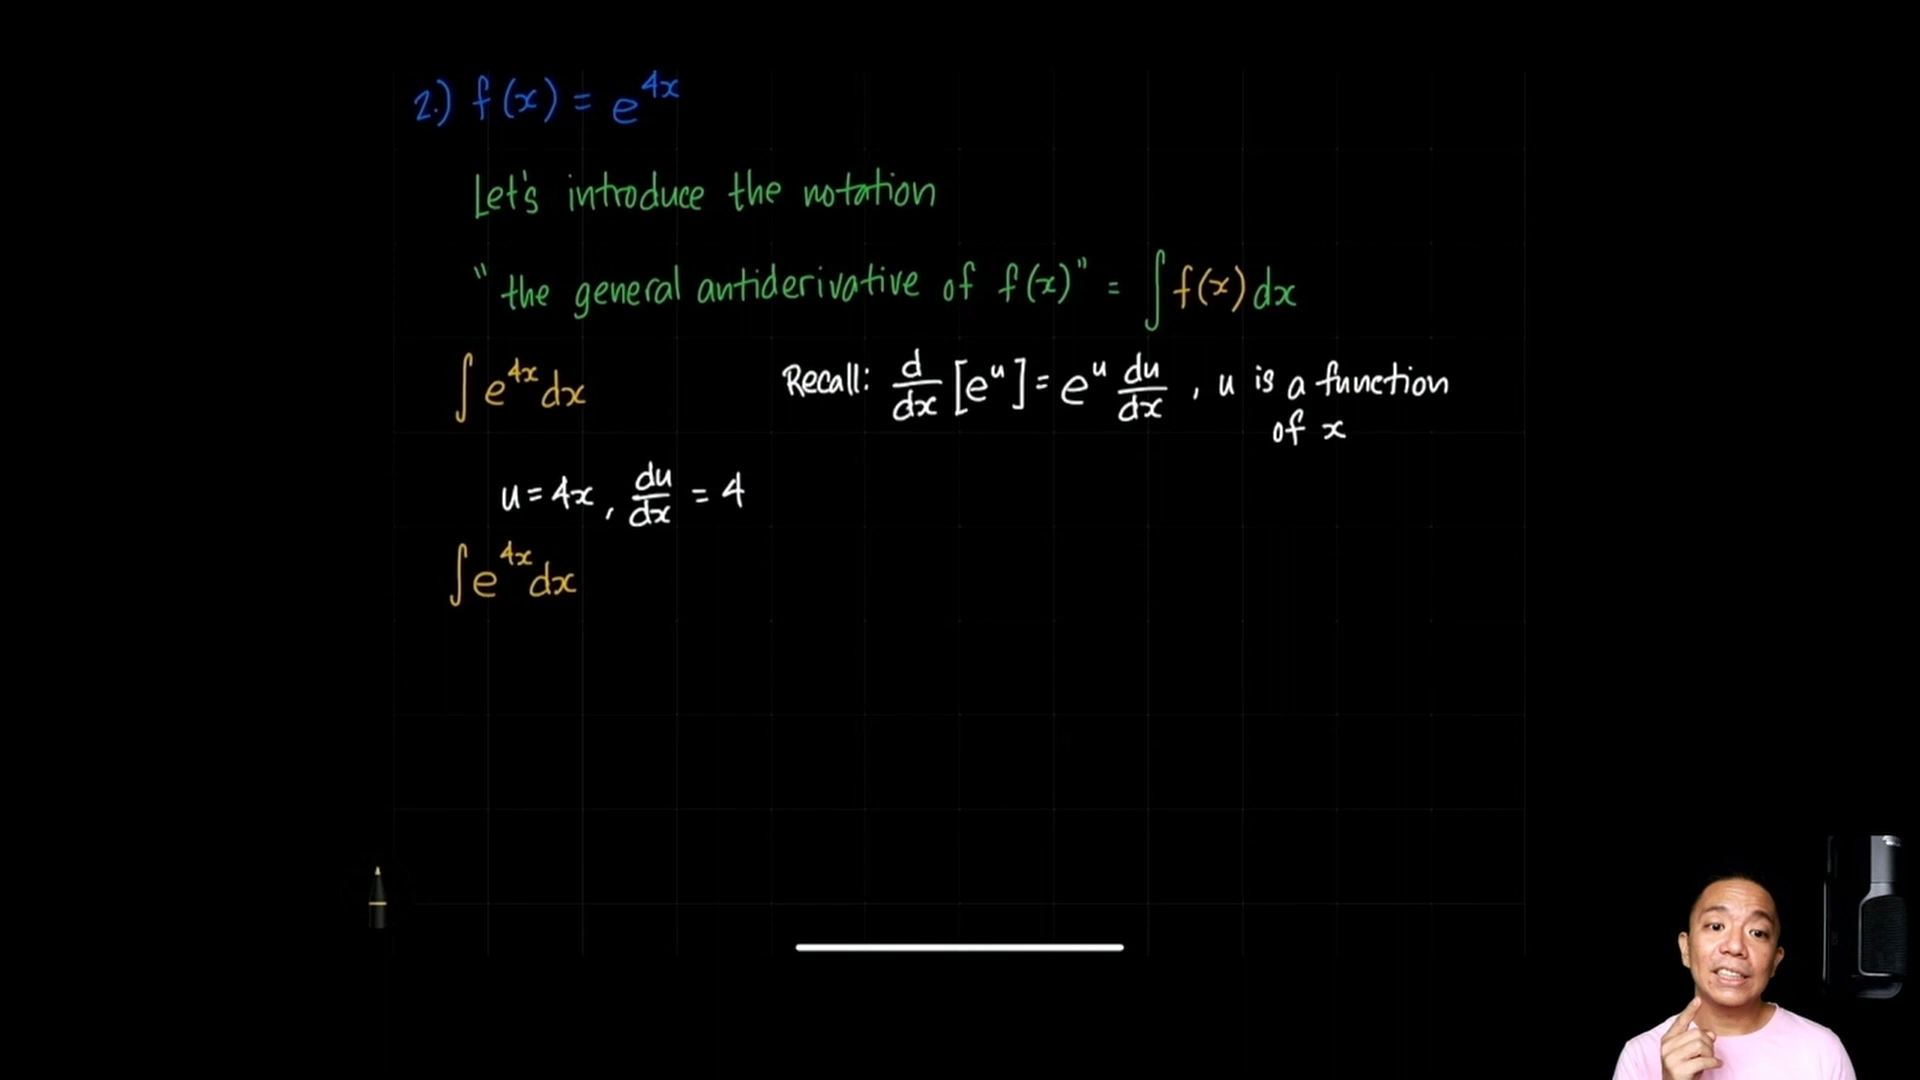 2.) f(x) = e^{4x}
Let's introduce the notation
"the general antiderivative of f(x)" = ∫f(x)dx
∫e^{4x}dx
Recall: d/dx [e^u] = e^u du/dx , u is a function
of x
u = 4x, du/dx = 4
∫e^{4x}dx